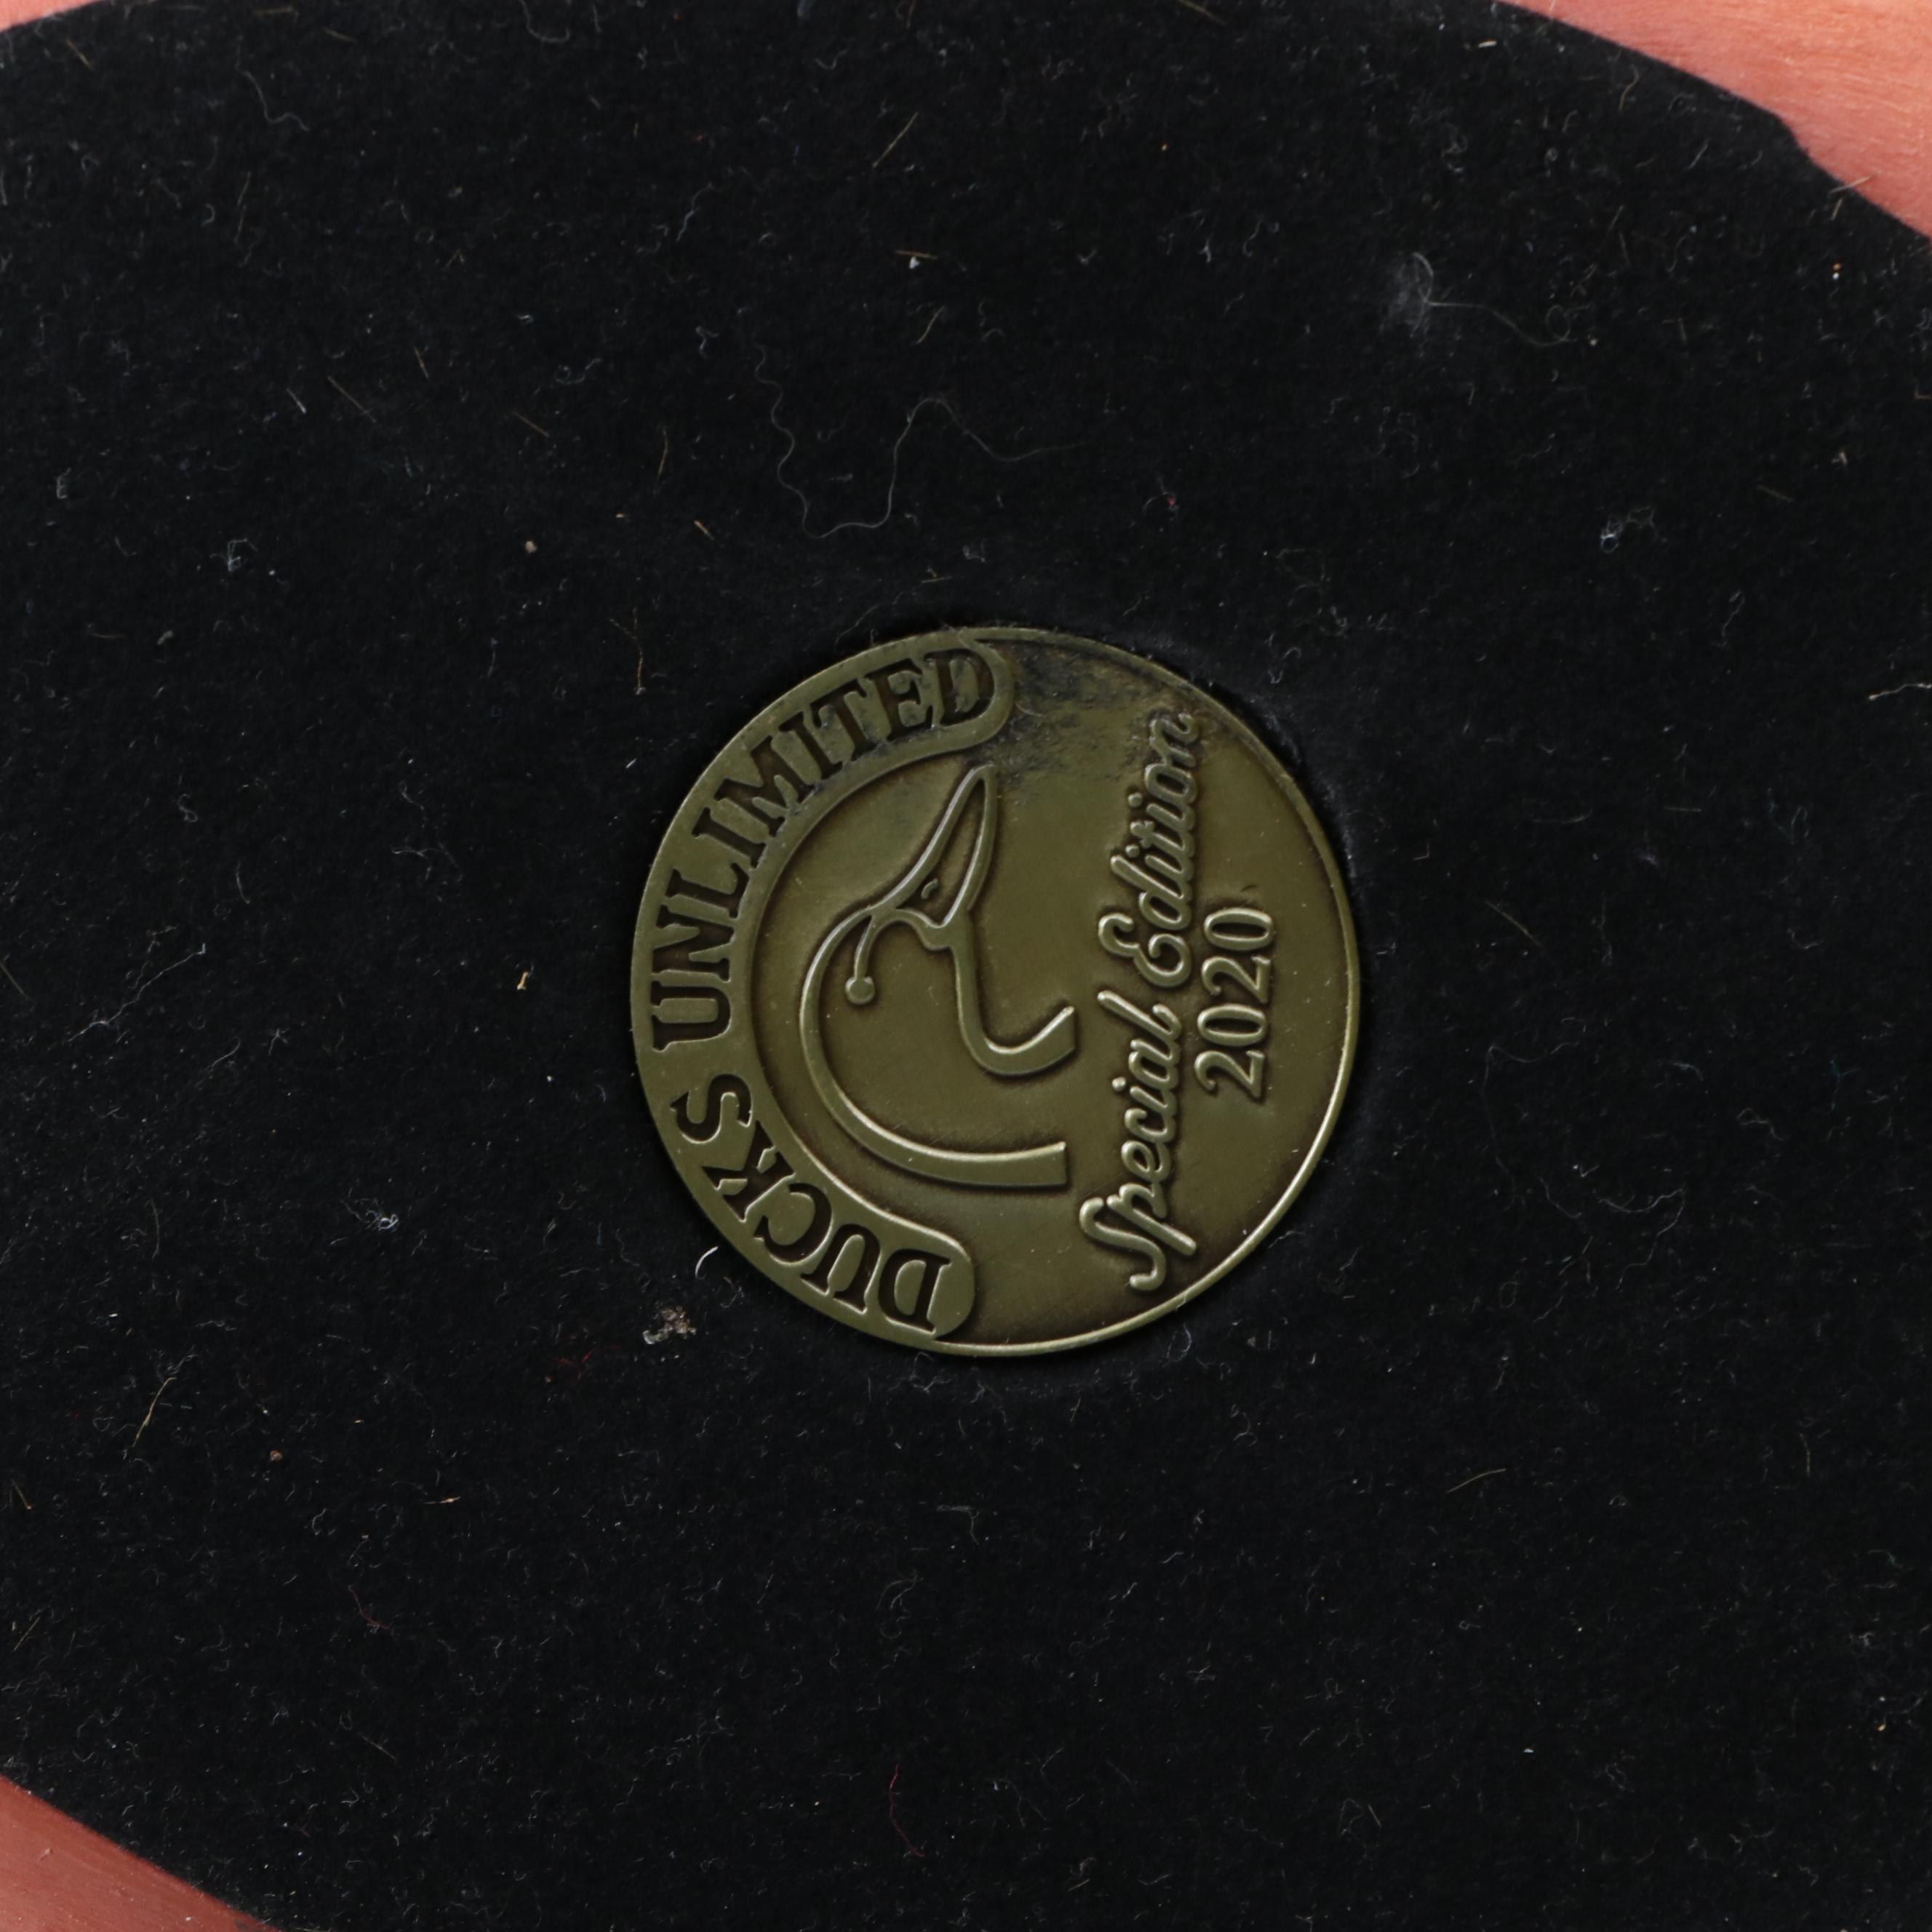 DUCKS UNLIMITED
Special Edition
2020